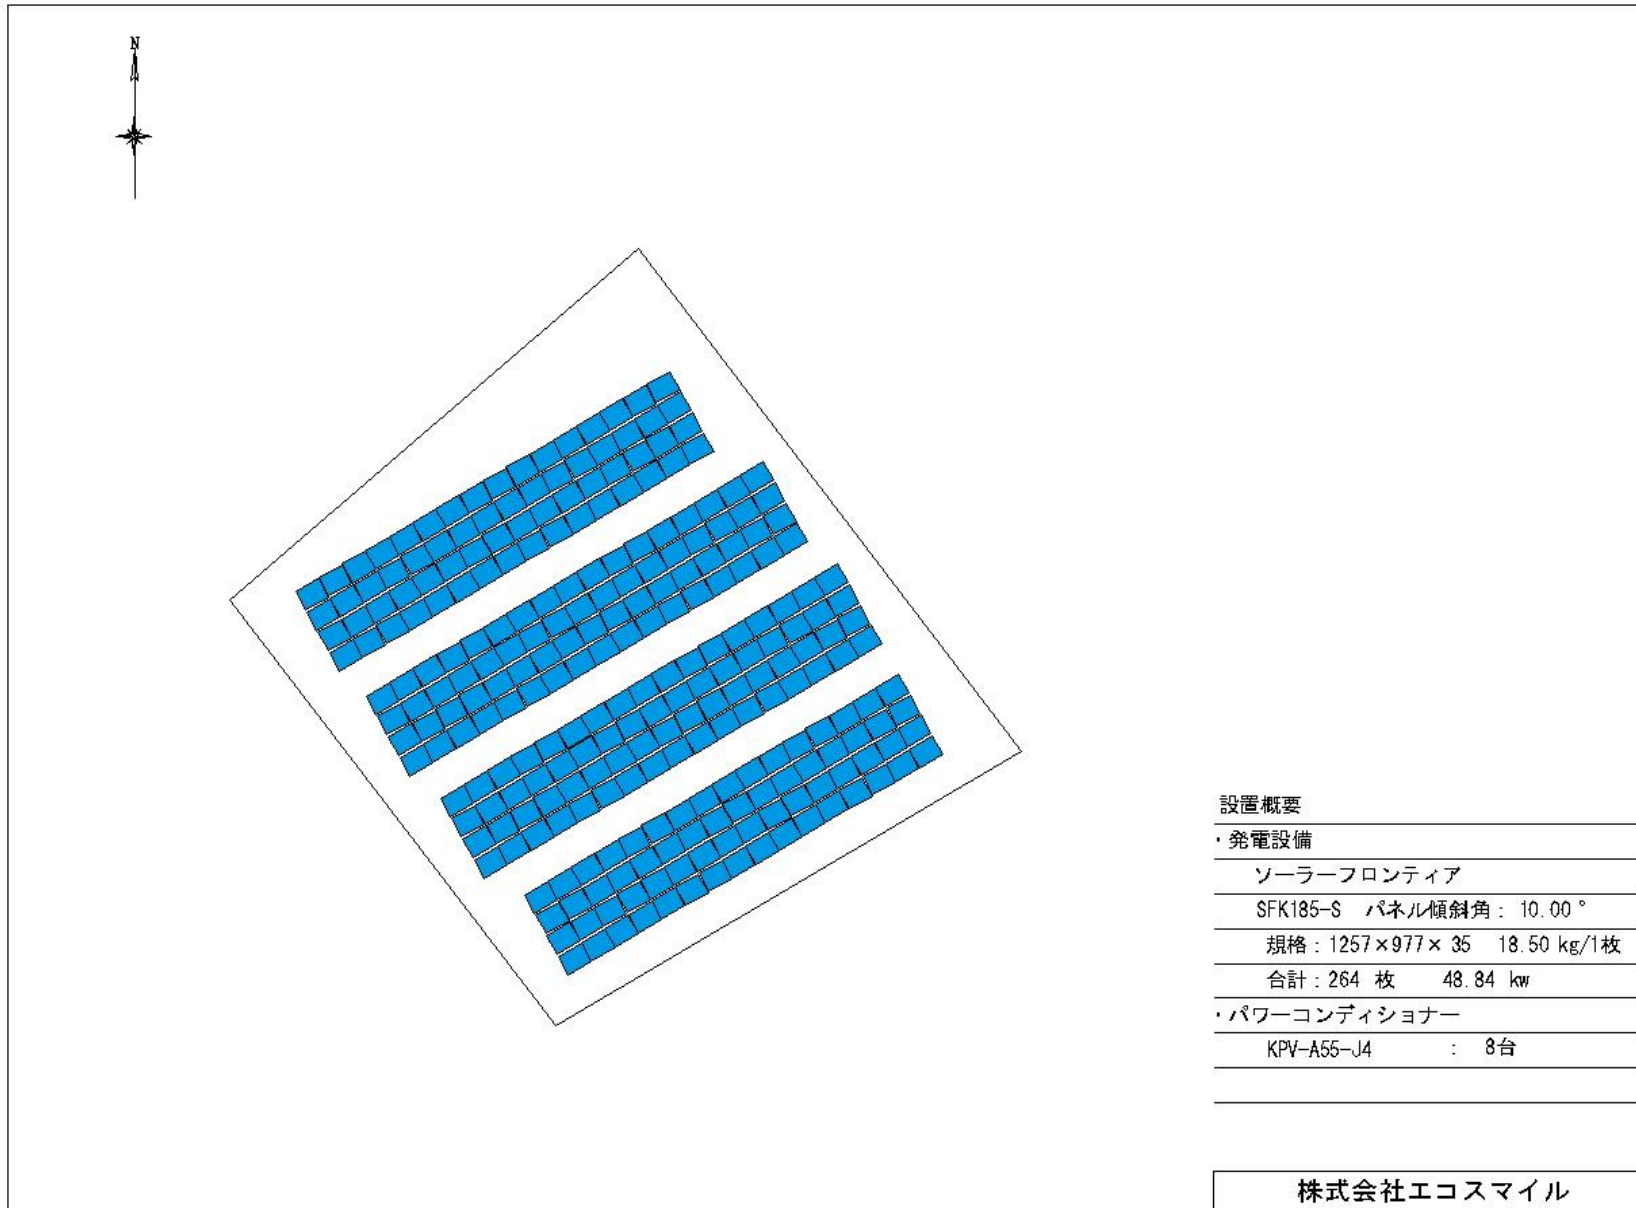 N
設置概要
・発電設備
ソーラーフロンティア
SFK185-S パネル傾斜角：10.00°
規格：1257×977×35 18.50 kg/1枚
合計：264 枚 48.84 kw
・パワーコンディショナー
KPV-A55-J4 ： 8台
株式会社エコスマイル